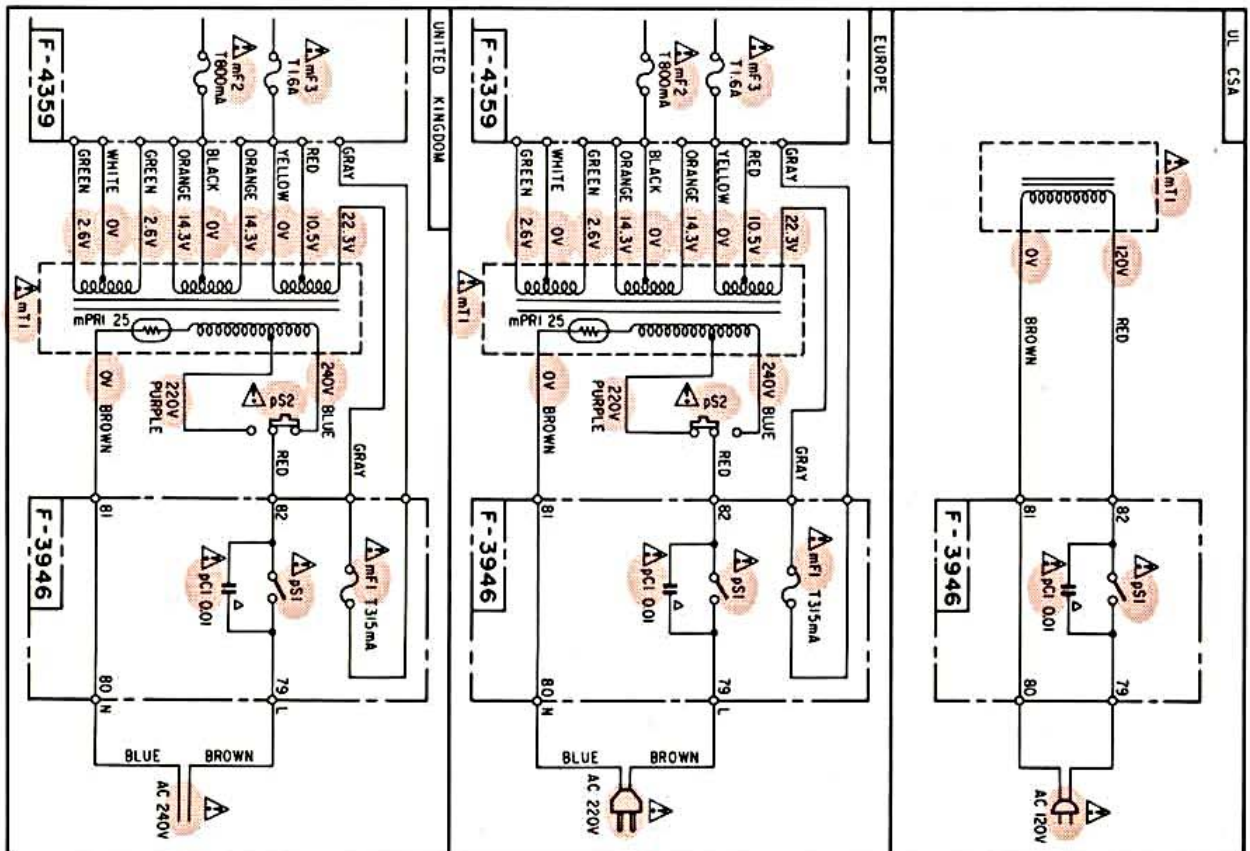 UNITED KINGDOM
mF3
T1.6A
mF2
T800mA
F-4359
GRAY
RED
YELLOW
ORANGE
BLACK
ORANGE
GREEN
WHITE
GREEN
22.3V
10.5V
0V
14.3V
0V
14.3V
2.6V
0V
2.6V
mT1
mPRI 25
240V BLUE
pS2
220V
PURPLE
0V BROWN
RED
GRAY
81
82
F-3946
mF1 T315mA
pS1
pC1 0.01
80
N
79
L
BLUE
BROWN
AC 240V
EUROPE
mF3
T1.6A
mF2
T800mA
F-4359
GRAY
RED
YELLOW
ORANGE
BLACK
ORANGE
GREEN
WHITE
GREEN
22.3V
10.5V
0V
14.3V
0V
14.3V
2.6V
0V
2.6V
mT1
mPRI 25
240V BLUE
pS2
220V
PURPLE
0V BROWN
RED
GRAY
81
82
F-3946
mF1 T315mA
pS1
pC1 0.01
80
N
79
L
BLUE
BROWN
AC 220V
UL CSA
mT1
120V
0V
RED
BROWN
82
81
F-3946
pS1
pC1 0.01
79
80
AC 120V